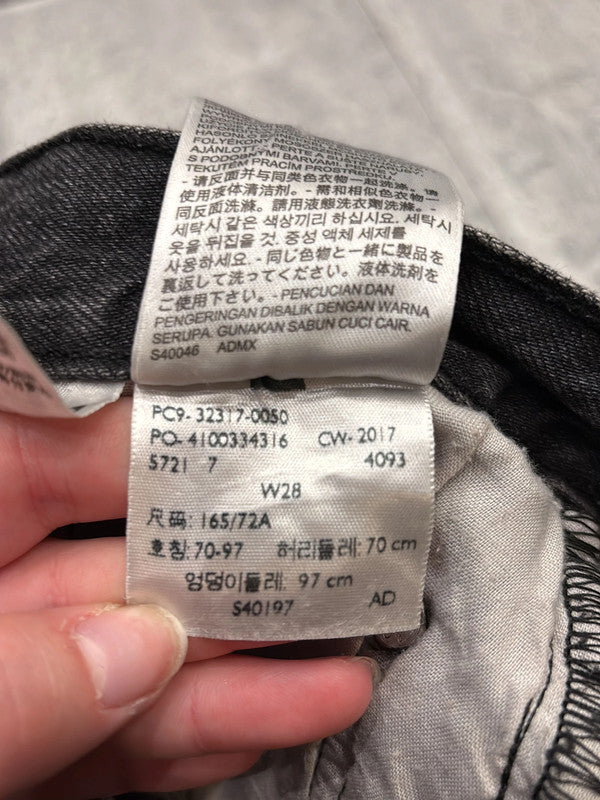 HASONLÓ
FOLYÉKONY
AJÁNLOTT.
S PODOBNÝMI BARVAMI.
TEKUTÉM PRACÍM PROSTŘEDKU.
- 请反面并与同类色衣物一起洗涤。请
使用液体清洁剂。- 需和相似色衣物一
同反面洗滌。請用液態洗衣劑洗滌。-
세탁시 같은 색상끼리 하십시요. 세탁시
옷을 뒤집을 것. 중성 액체 세제를
사용하세요. - 同じ色物と一緒に製品を
裏返して洗ってください。液体洗剤を
ご使用下さい。- PENCUCIAN DAN
PENGERINGAN DIBALIK DENGAN WARNA
SERUPA. GUNAKAN SABUN CUCI CAIR.
S40046 ADMX
PC9-32317-0050
PO-4100334316 CW-2017
5721 7 4093
W28
尺码: 165/72A
호칭: 70-97 허리둘레: 70 cm
엉덩이둘레: 97 cm
S40197 AD